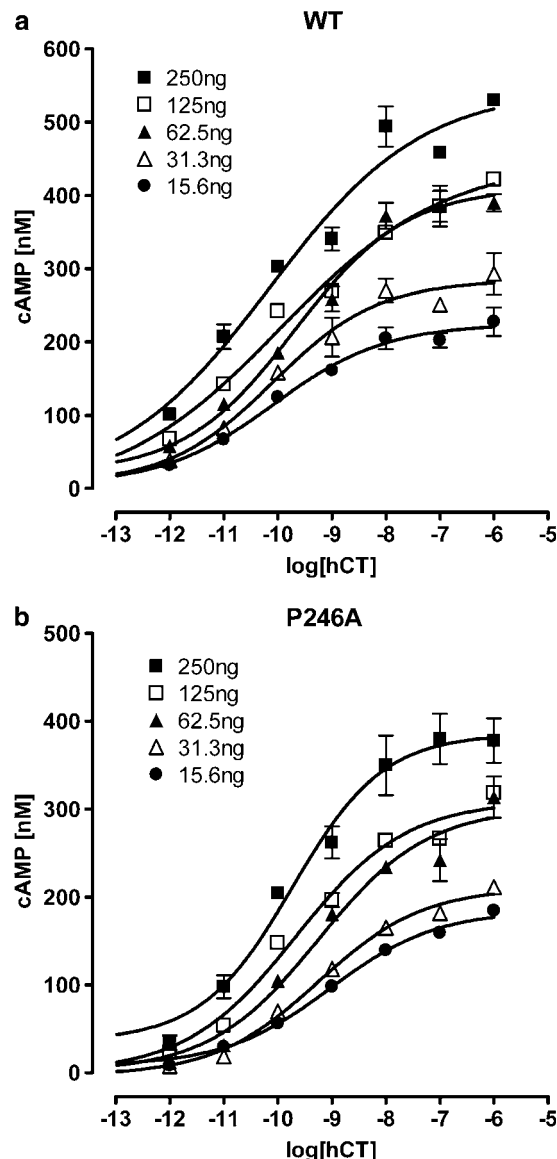 a
WT
600
500
400
300
200
100
0
cAMP [nM]
250ng
125ng
62.5ng
31.3ng
15.6ng
-13 -12 -11 -10 -9 -8 -7 -6 -5
log[hCT]
b
P246A
500
400
300
200
100
0
cAMP [nM]
250ng
125ng
62.5ng
31.3ng
15.6ng
-13 -12 -11 -10 -9 -8 -7 -6 -5
log[hCT]